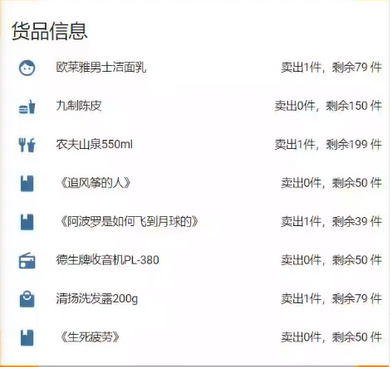 货品信息
欧莱雅男士洁面乳 卖出1件，剩余79 件
九制陈皮 卖出0件，剩余150 件
农夫山泉550ml 卖出1件，剩余199 件
《追风筝的人》 卖出0件，剩余50 件
《阿波罗是如何飞到月球的》 卖出1件，剩余39 件
德生牌收音机PL-380 卖出0件，剩余50 件
清扬洗发露200g 卖出1件，剩余79 件
《生死疲劳》 卖出0件，剩余50 件